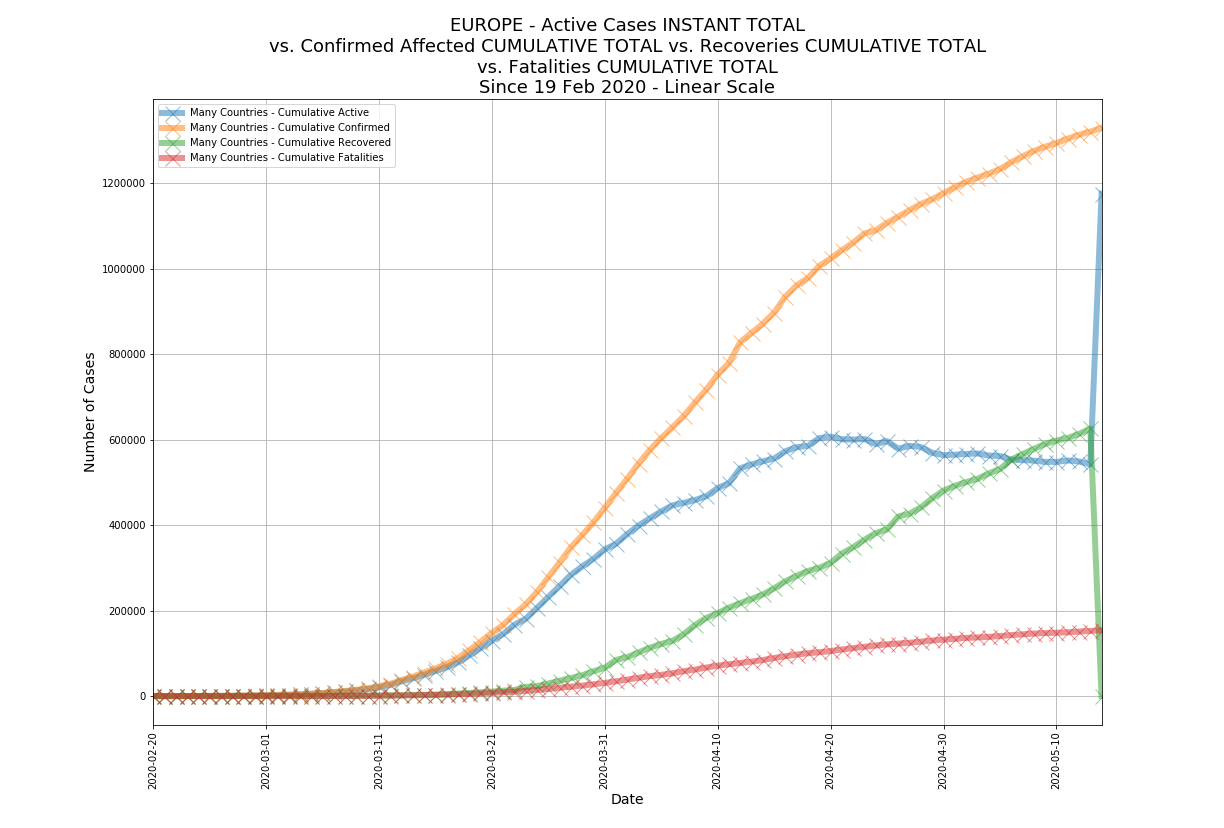 EUROPE - Active Cases INSTANT TOTAL
vs. Confirmed Affected CUMULATIVE TOTAL vs. Recoveries CUMULATIVE TOTAL
vs. Fatalities CUMULATIVE TOTAL
Since 19 Feb 2020 - Linear Scale
Many Countries - Cumulative Active
Many Countries - Cumulative Confirmed
Many Countries - Cumulative Recovered
Many Countries - Cumulative Fatalities
Number of Cases
1200000
1000000
800000
600000
400000
200000
0
2020-02-20
2020-03-01
2020-03-11
2020-03-21
2020-03-31
2020-04-10
2020-04-20
2020-04-30
2020-05-10
Date